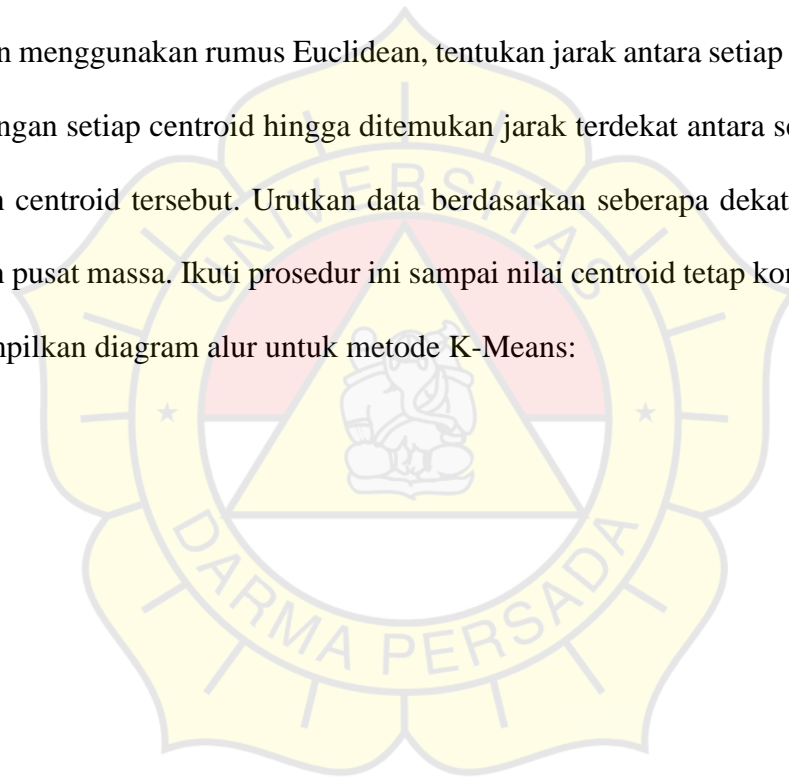 n menggunakan rumus Euclidean, tentukan jarak antara setiap
ngan setiap centroid hingga ditemukan jarak terdekat antara se
n centroid tersebut. Urutkan data berdasarkan seberapa dekat
n pusat massa. Ikuti prosedur ini sampai nilai centroid tetap kon
mpilkan diagram alur untuk metode K-Means:
UNIVERSITAS
DARMA PERSADA